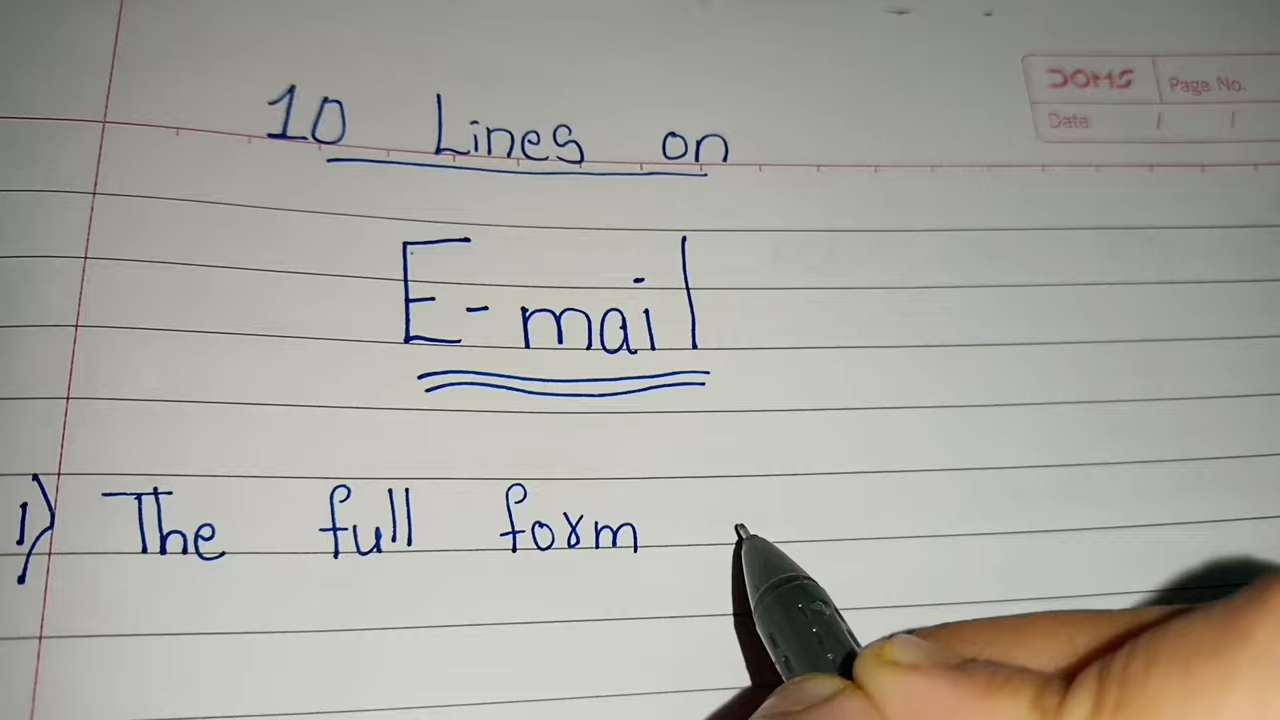 DOMS Page No.
Date / /
10 Lines on
E-mail
1) The full form